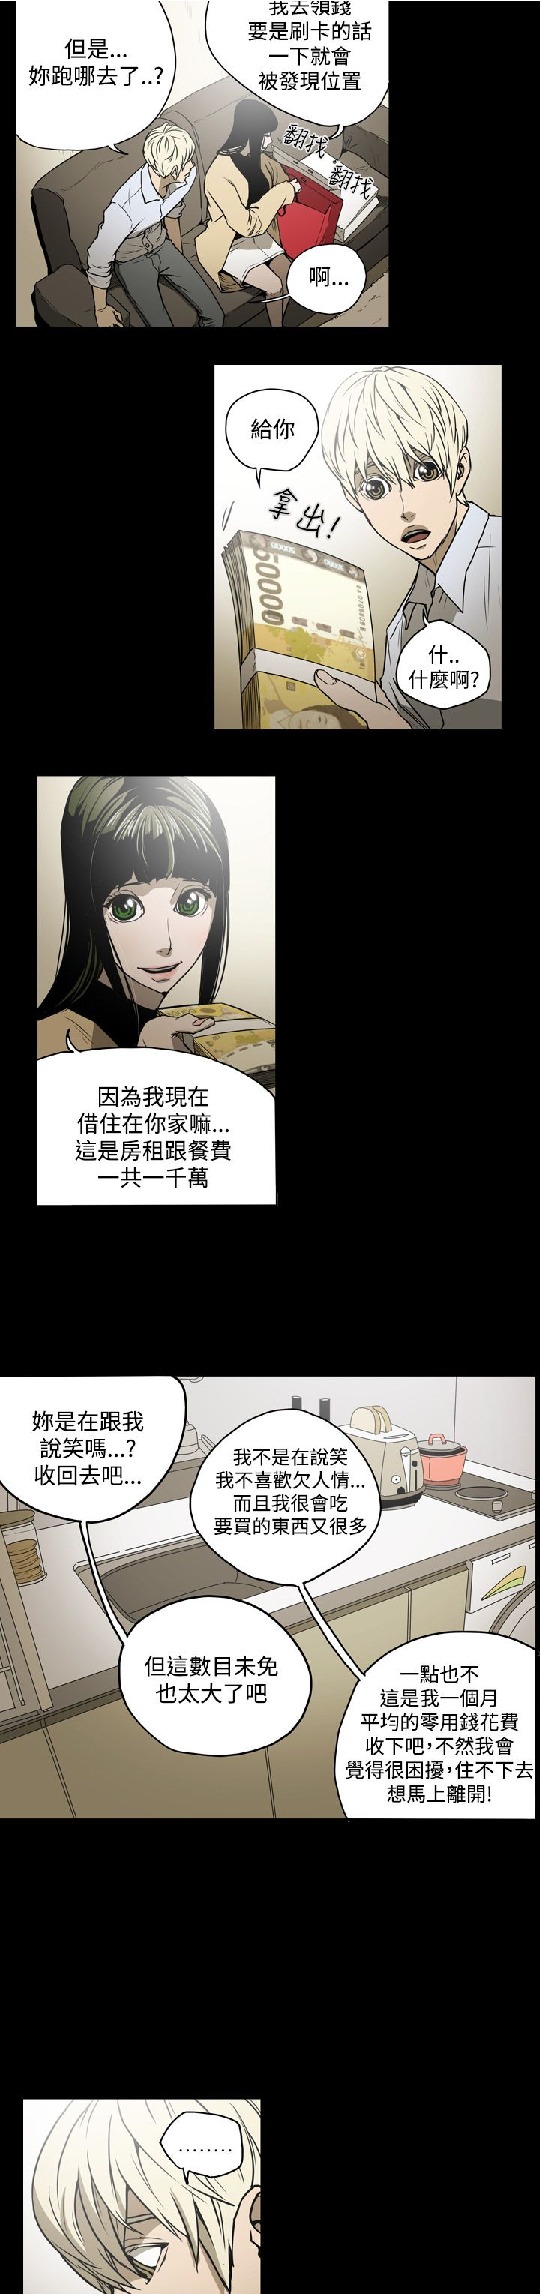 但是...
妳跑哪去了..?
我去領錢
要是刷卡的話
一下就會
被發現位置
翻找
翻找
啊...
給你
拿出!
50000
什..
什麼啊?
因為我現在
借住在你家嘛...
這是房租跟餐費
一共一千萬
妳是在跟我
說笑嗎...?
收回去吧...
我不是在說笑
我不喜歡欠人情...
而且我很會吃
要買的東西又很多
但這數目未免
也太大了吧
一點也不
這是我一個月
平均的零用錢花費
收下吧,不然我會
覺得很困擾,住不下去
想馬上離開!
........